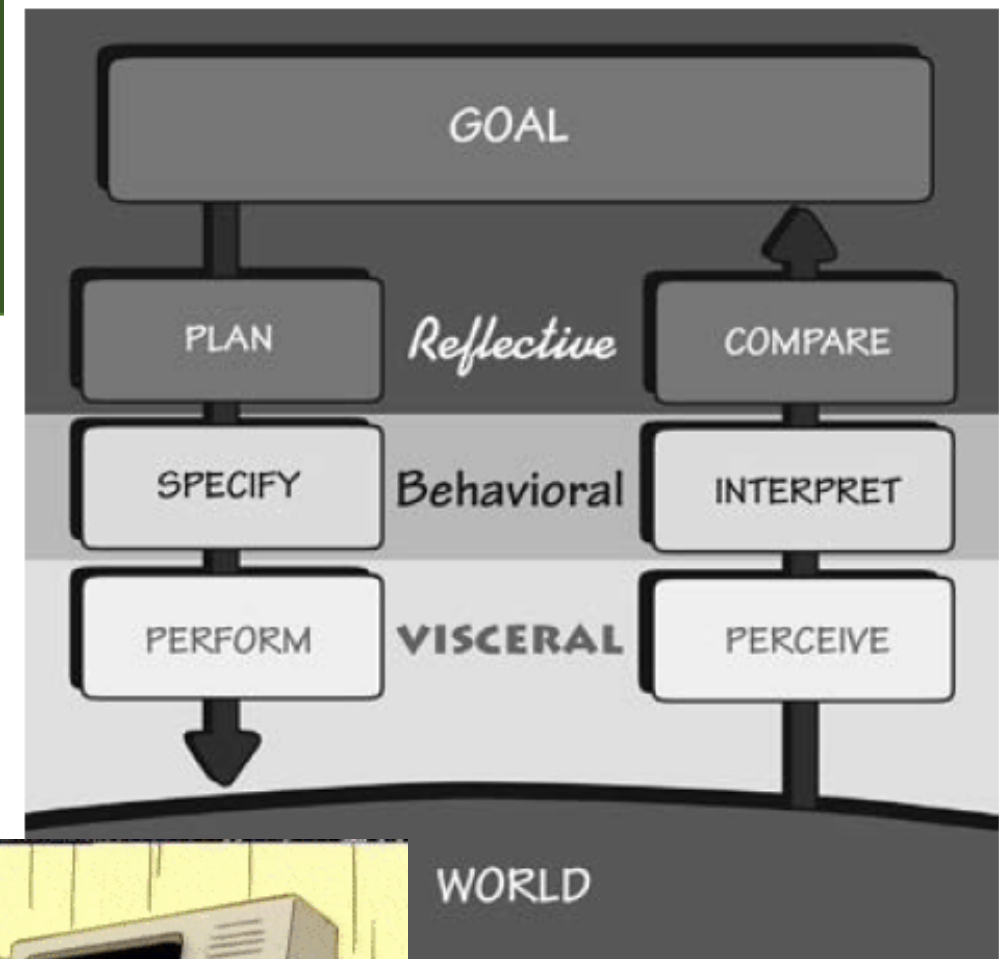 GOAL
PLAN
Reflective
COMPARE
SPECIFY
Behavioral
INTERPRET
PERFORM
VISCERAL
PERCEIVE
WORLD